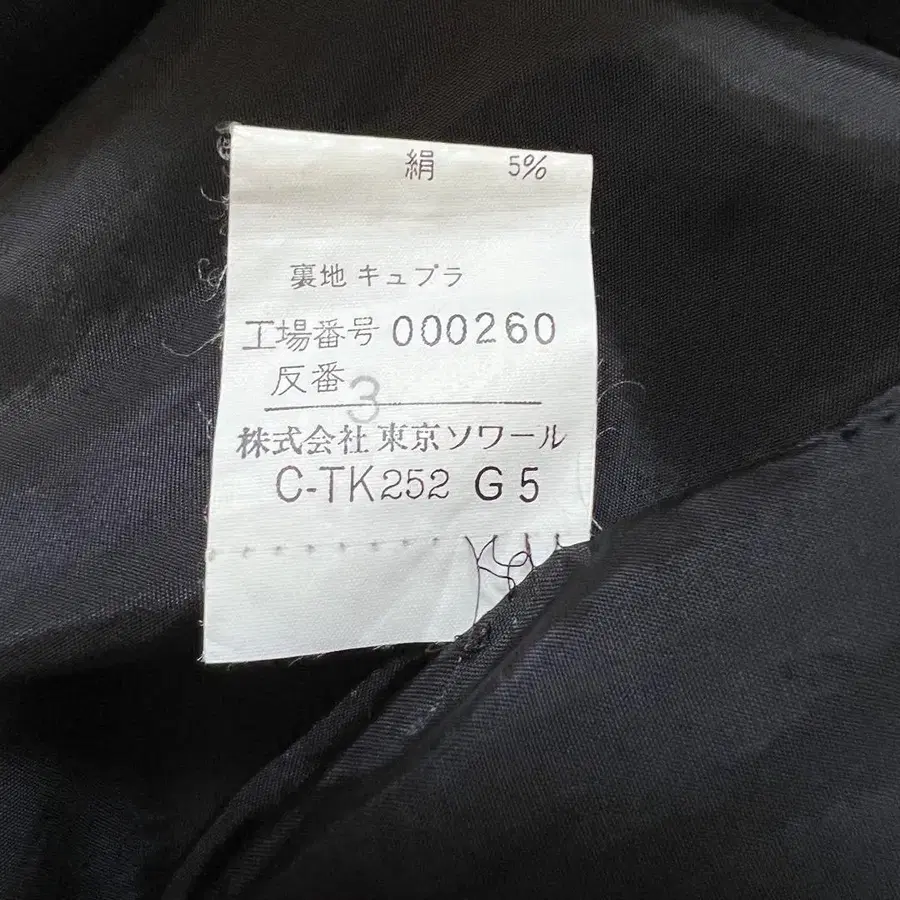 絹 5%
裏地 キュプラ
工場番号 000260
反番 3
株式会社 東京ソワール
C-TK252 G5